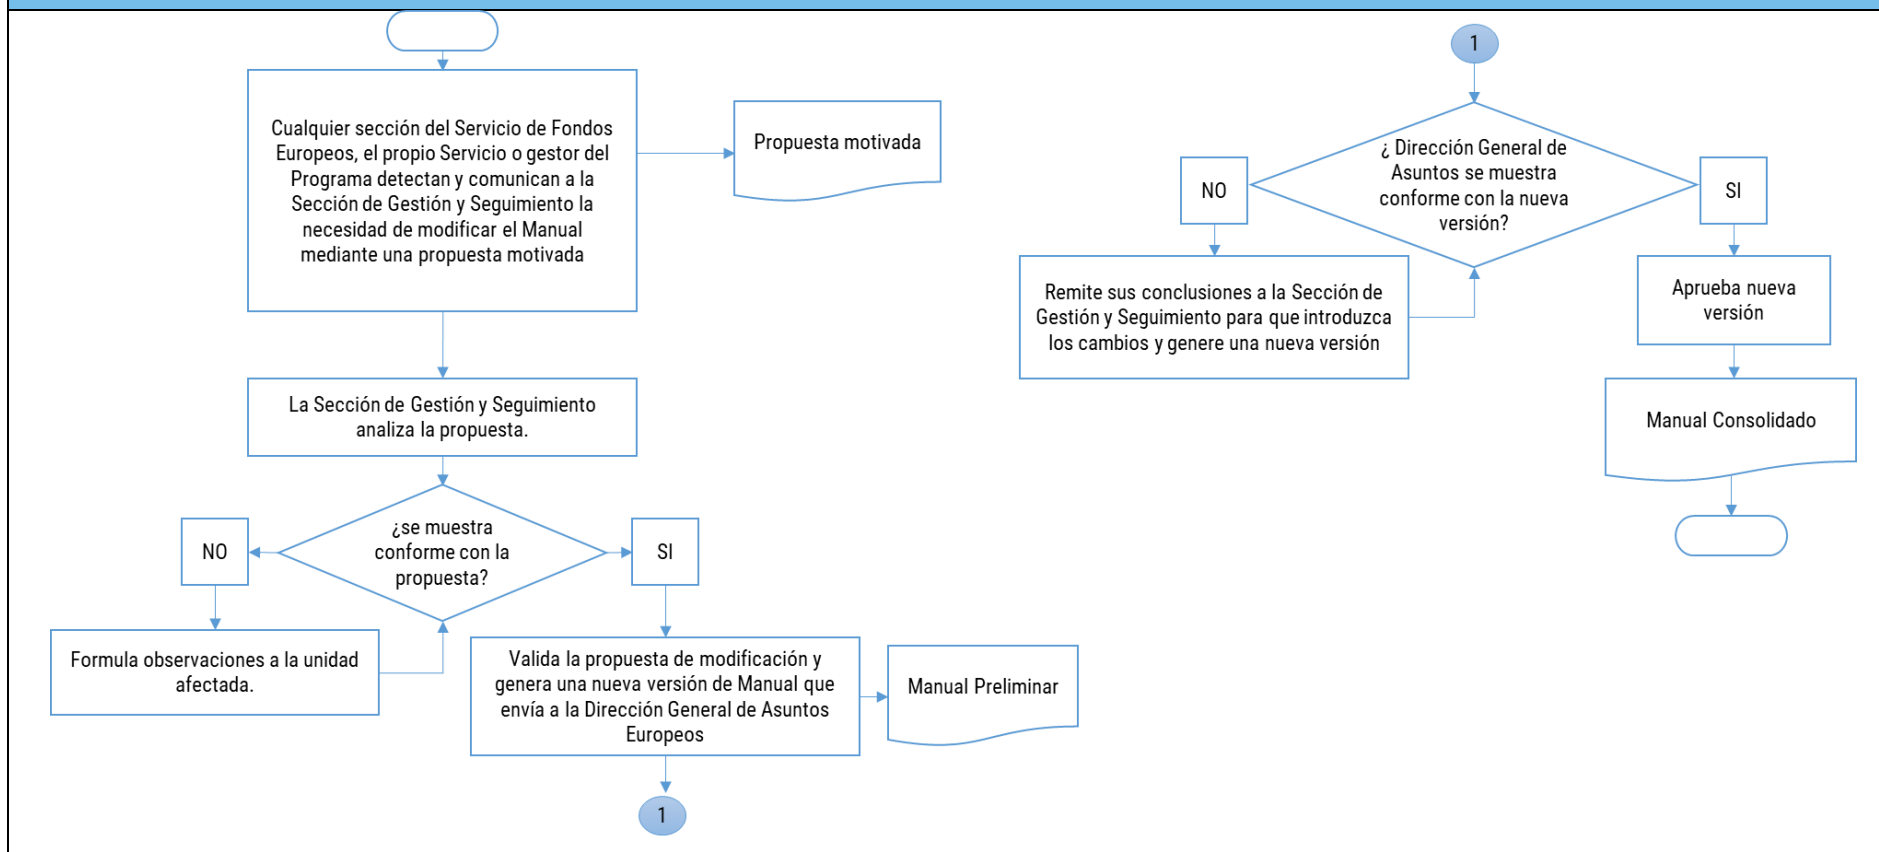 Cualquier sección del Servicio de Fondos
Europeos, el propio Servicio o gestor del
Programa detectan y comunican a la
Sección de Gestión y Seguimiento la
necesidad de modificar el Manual
mediante una propuesta motivada
Propuesta motivada
La Sección de Gestión y Seguimiento
analiza la propuesta.
¿se muestra
conforme con la
propuesta?
NO
SI
Formula observaciones a la unidad
afectada.
Valida la propuesta de modificación y
genera una nueva versión de Manual que
envía a la Dirección General de Asuntos
Europeos
Manual Preliminar
1
1
¿ Dirección General de
Asuntos se muestra
conforme con la nueva
versión?
NO
SI
Remite sus conclusiones a la Sección de
Gestión y Seguimiento para que introduzca
los cambios y genere una nueva versión
Aprueba nueva
versión
Manual Consolidado